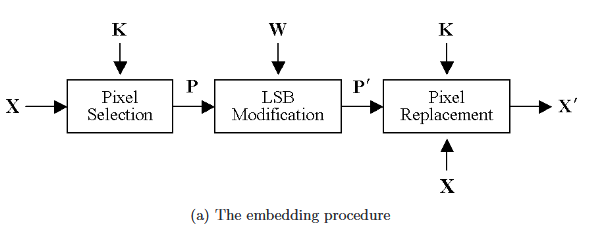 K W K
X Pixel Selection P LSB Modification P′ Pixel Replacement X′
X
(a) The embedding procedure